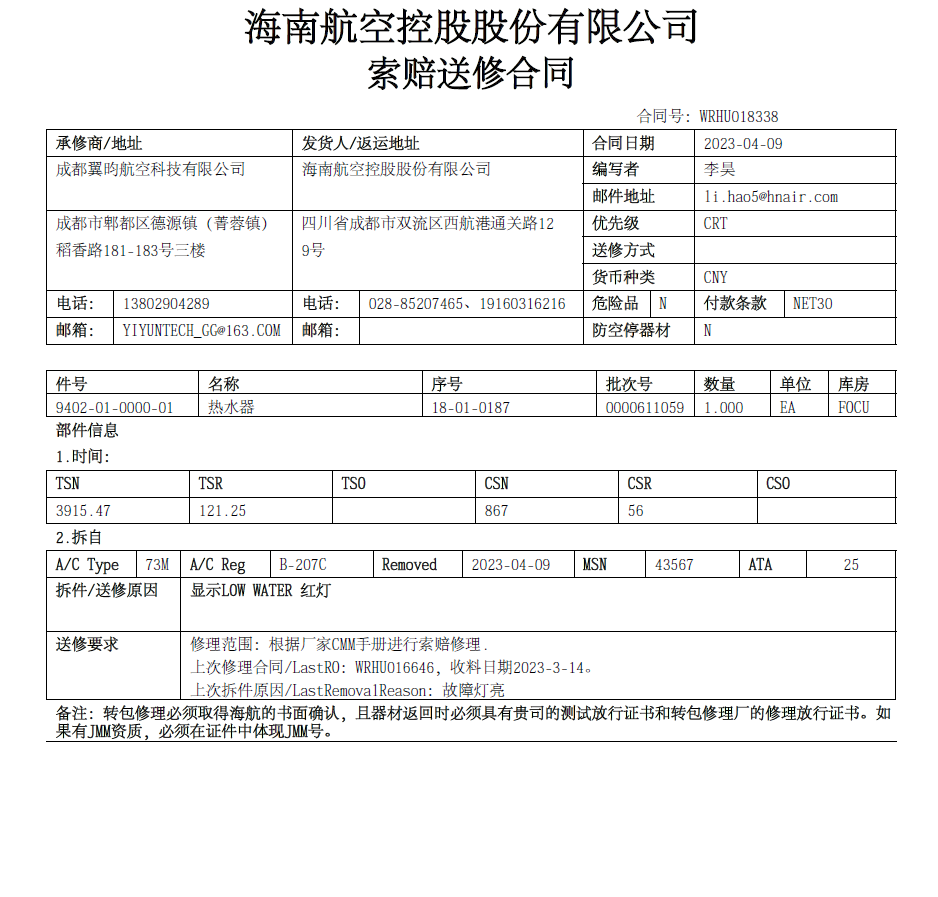 海南航空控股股份有限公司
索赔送修合同
合同号: WRHU018338
承修商/地址 发货人/返运地址 合同日期 2023-04-09
成都翼昀航空科技有限公司 海南航空控股股份有限公司 编写者 李昊
邮件地址 li.hao5@hnair.com
成都市郫都区德源镇 (菁蓉镇) 四川省成都市双流区西航港通关路12 优先级 CRT
稻香路181-183号三楼 9号 送修方式
货币种类 CNY
电话: 13802904289 电话: 028-85207465、19160316216 危险品 N 付款条款 NET30
邮箱: YIYUNTECH_GG@163.COM 邮箱: 防空停器材 N
件号 名称 序号 批次号 数量 单位 库房
9402-01-0000-01 热水器 18-01-0187 0000611059 1.000 EA FOCU
部件信息
1.时间:
TSN TSR TSO CSN CSR CSO
3915.47 121.25 867 56
2.拆自
A/C Type 73M A/C Reg B-207C Removed 2023-04-09 MSN 43567 ATA 25
拆件/送修原因 显示LOW WATER 红灯
送修要求 修理范围: 根据厂家CMM手册进行索赔修理.
上次修理合同/LastRO: WRHU016646, 收料日期2023-3-14。
上次拆件原因/LastRemovalReason: 故障灯亮
备注: 转包修理必须取得海航的书面确认, 且器材返回时必须具有贵司的测试放行证书和转包修理厂的修理放行证书。如
果有JMM资质, 必须在证件中体现JMM号。